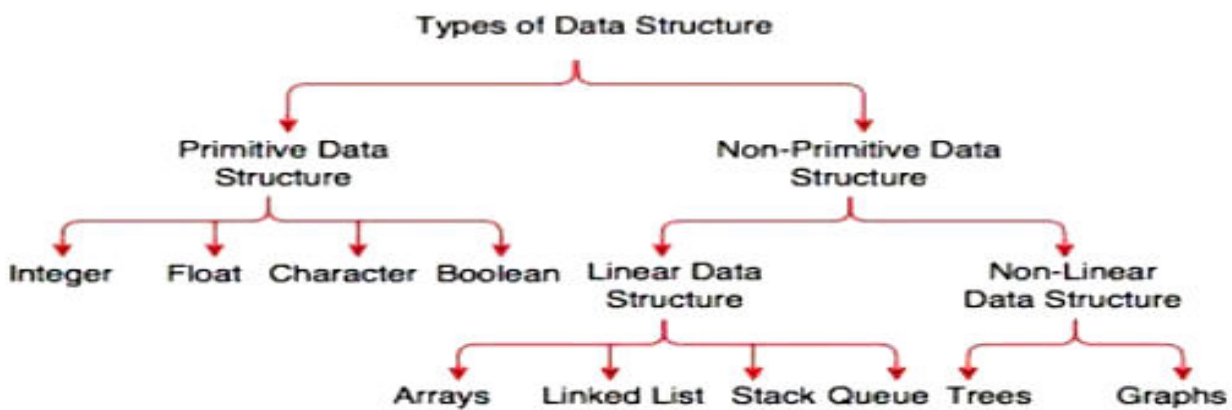 Types of Data Structure
Primitive Data
Structure
Non-Primitive Data
Structure
Integer
Float
Character
Boolean
Linear Data
Structure
Non-Linear
Data Structure
Arrays
Linked List
Stack
Queue
Trees
Graphs